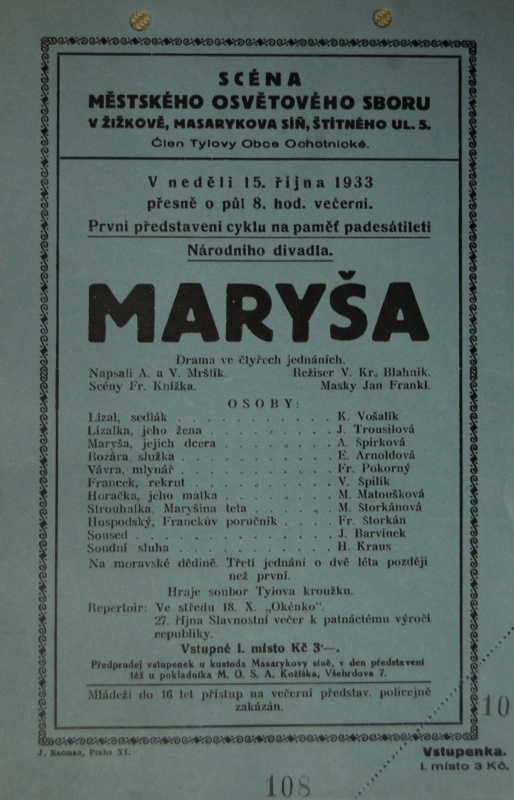 SCÉNA
MĚSTSKÉHO OSVĚTOVÉHO SBORU
V ŽIŽKOVĚ, MASARYKOVA SÍŇ, ŠTÍTNÉHO UL. 5.
Člen Tylovy Obce Ochotnické.
V neděli 15. října 1933
přesně o půl 8. hod. večerní.
První představení cyklu na paměť padesátiletí
Národního divadla.
MARYŠA
Drama ve čtyřech jednáních.
Napsali A. a V. Mrštík. Režiser V. Kr. Blahník.
Scény Fr. Knížka. Masky Jan Frankl.
OSOBY:
Lízal, sedlák . . . . . . . . . . K. Vošalík
Lízalka, jeho žena . . . . . . . . J. Trousilová
Maryša, jejich dcera . . . . . . . A. Špírková
Rozára, služka . . . . . . . . . E. Arnoldová
Vávra, mlynář . . . . . . . . . Fr. Pokorný
Francek, rekrut . . . . . . . . . V. Špilík
Horačka, jeho matka . . . . . . . M. Matoušková
Strouhalka, Maryšina teta . . . . . M. Štorkánová
Hospodský, Franckův poručník . . . . Fr. Štorkán
Soused . . . . . . . . . . . J. Barvínek
Soudní sluha . . . . . . . . . H. Kraus
Na moravské dědině. Třetí jednání o dvě léta později
než první.
Hraje soubor Tylova kroužku.
Repertoir: Ve středu 18. X. „Okénko".
27. října Slavnostní večer k patnáctému výročí
republiky.
Vstupné I. místo Kč 3·—.
Předprodej vstupenek u kustoda Masarykovy síně, v den představení
též u pokladníka M. O. S. A. Kožíška, Všehrdova 7.
Mládeži do 16 let přístup na večerní představ. policejně
zakázán.
J. Rauman, Praha XI.
10
Vstupenka.
I. místo 3 Kč.
108